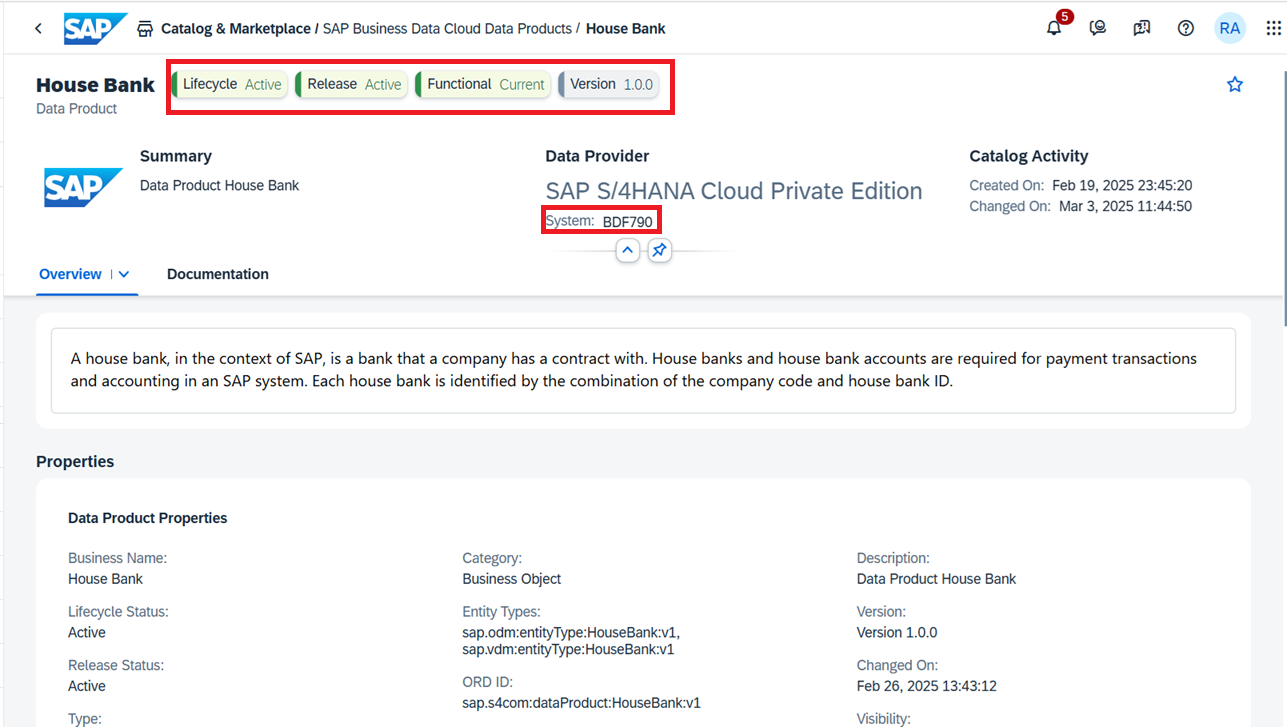 SAP Catalog & Marketplace / SAP Business Data Cloud Data Products / House Bank 5 RA
House Bank Lifecycle Active Release Active Functional Current Version 1.0.0
Data Product
Summary
SAP Data Product House Bank
Data Provider
SAP S/4HANA Cloud Private Edition
System: BDF790
Catalog Activity
Created On: Feb 19, 2025 23:45:20
Changed On: Mar 3, 2025 11:44:50
Overview Documentation
A house bank, in the context of SAP, is a bank that a company has a contract with. House banks and house bank accounts are required for payment transactions
and accounting in an SAP system. Each house bank is identified by the combination of the company code and house bank ID.
Properties
Data Product Properties
Business Name:
House Bank
Lifecycle Status:
Active
Release Status:
Active
Type:
Category:
Business Object
Entity Types:
sap.odm:entityType:HouseBank:v1,
sap.vdm:entityType:HouseBank:v1
ORD ID:
sap.s4com:dataProduct:HouseBank:v1
Description:
Data Product House Bank
Version:
Version 1.0.0
Changed On:
Feb 26, 2025 13:43:12
Visibility: